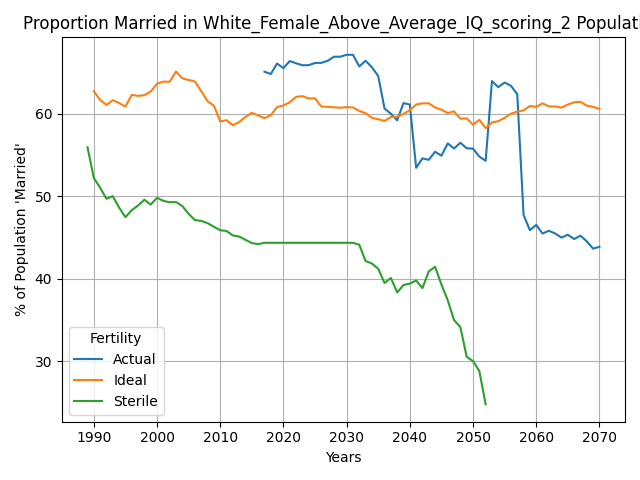 Proportion Married in White_Female_Above_Average_IQ_scoring_2 Populati
% of Population 'Married'
60
50
40
30
Fertility
Actual
Ideal
Sterile
1990 2000 2010 2020 2030 2040 2050 2060 2070
Years